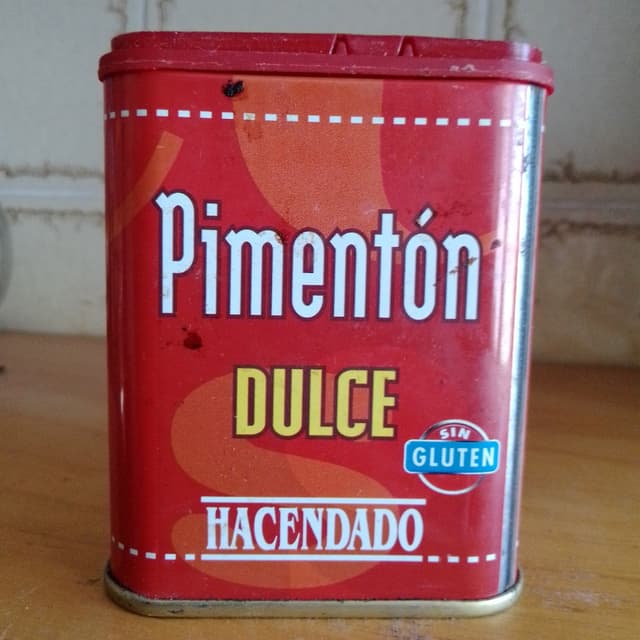 Pimentón
DULCE
SIN
GLUTEN
HACENDADO